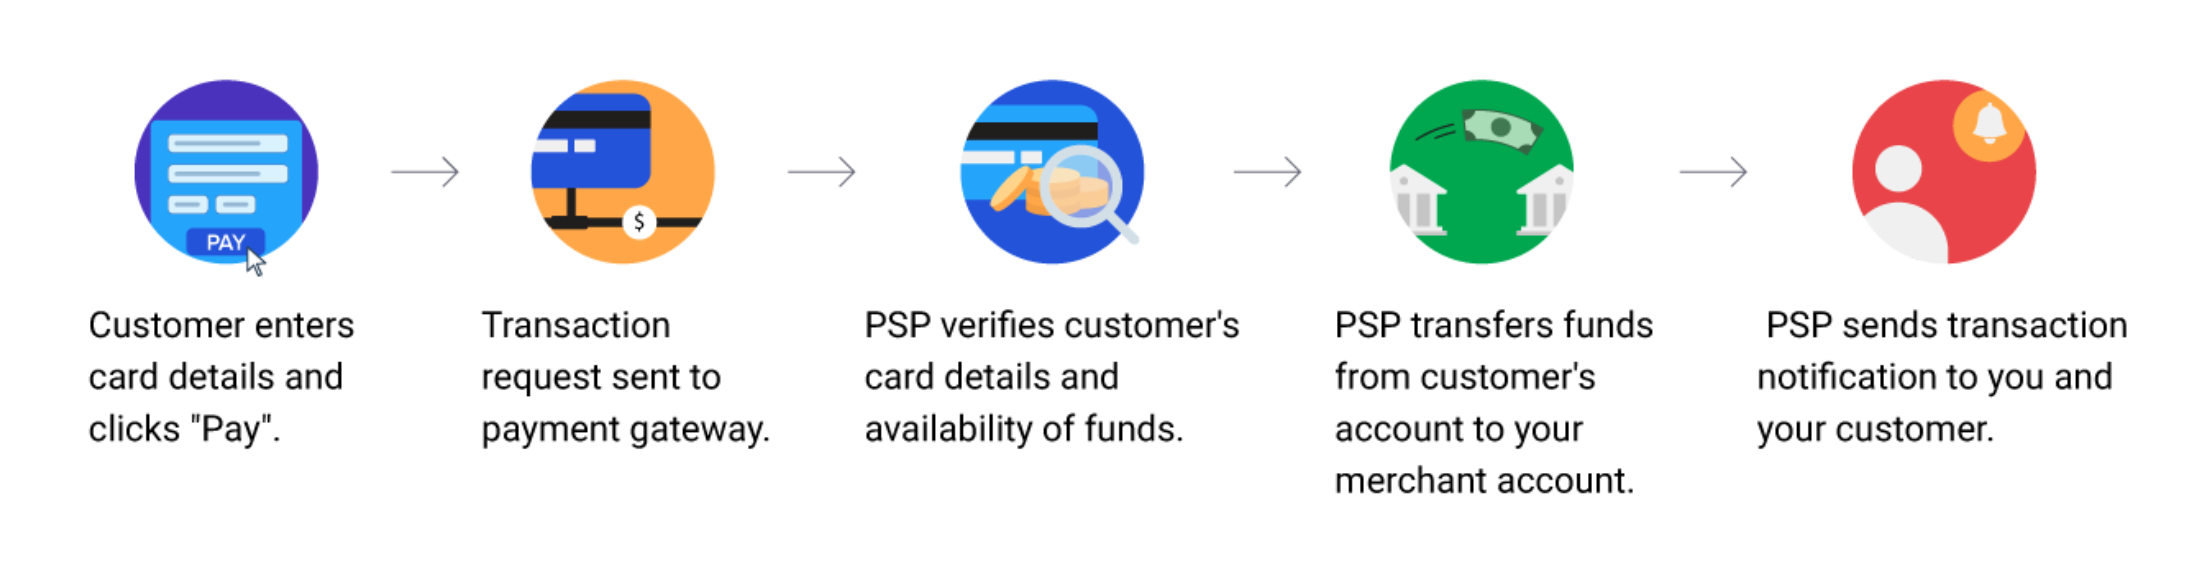 PAY
$
Customer enters
card details and
clicks "Pay".
Transaction
request sent to
payment gateway.
PSP verifies customer's
card details and
availability of funds.
PSP transfers funds
from customer's
account to your
merchant account.
PSP sends transaction
notification to you and
your customer.